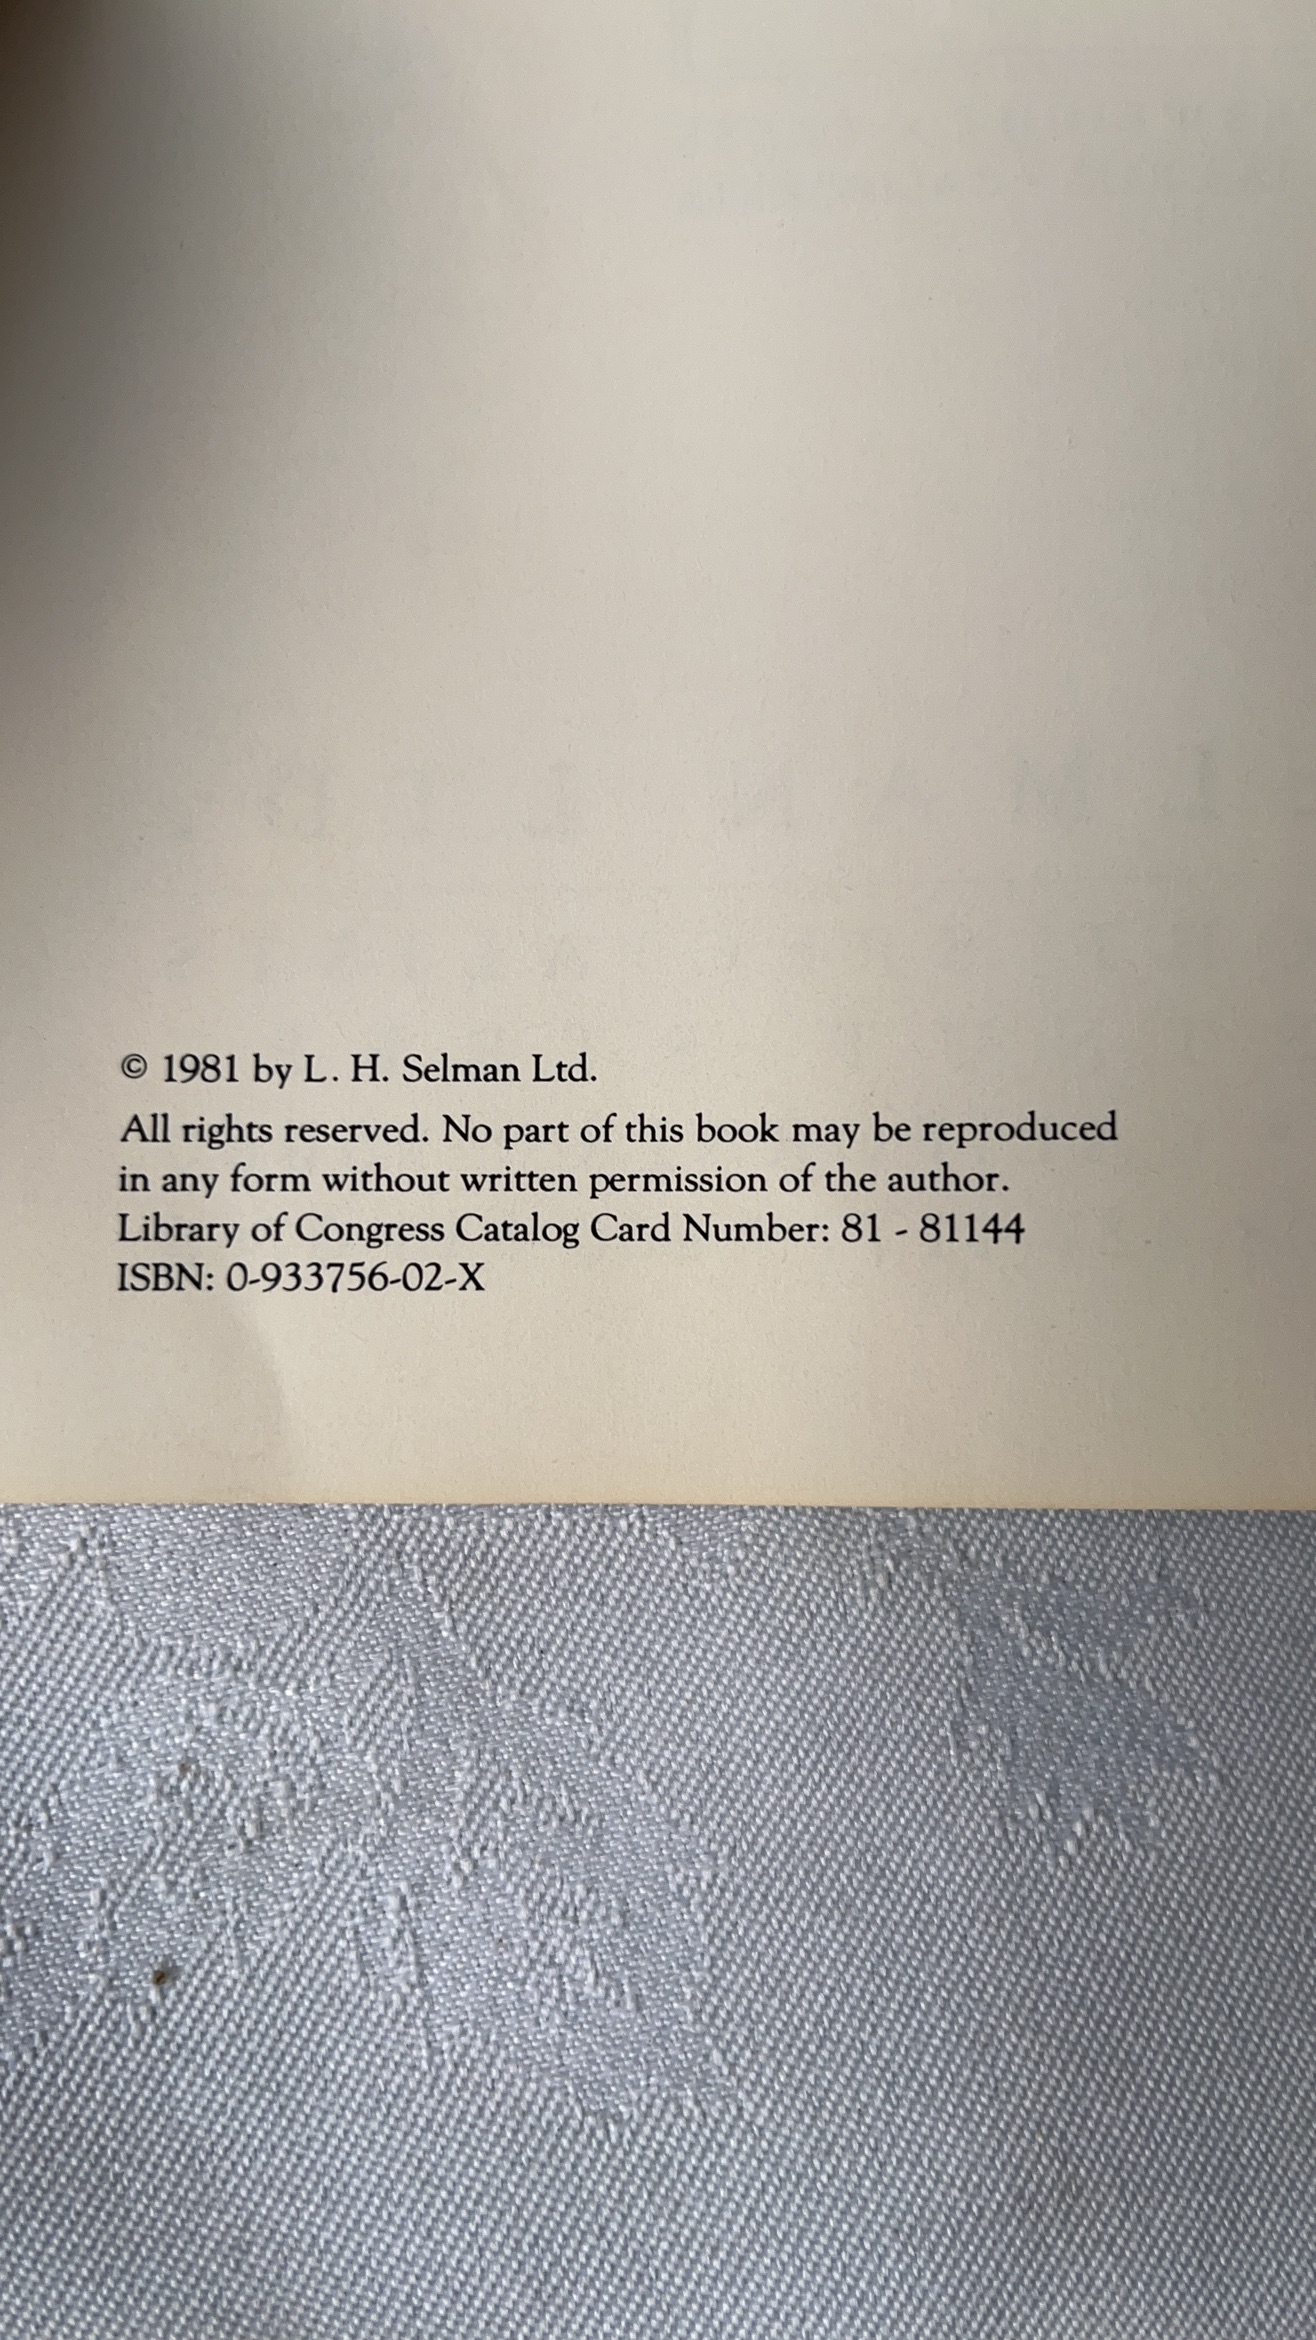 © 1981 by L. H. Selman Ltd.
All rights reserved. No part of this book may be reproduced
in any form without written permission of the author.
Library of Congress Catalog Card Number: 81 - 81144
ISBN: 0-933756-02-X